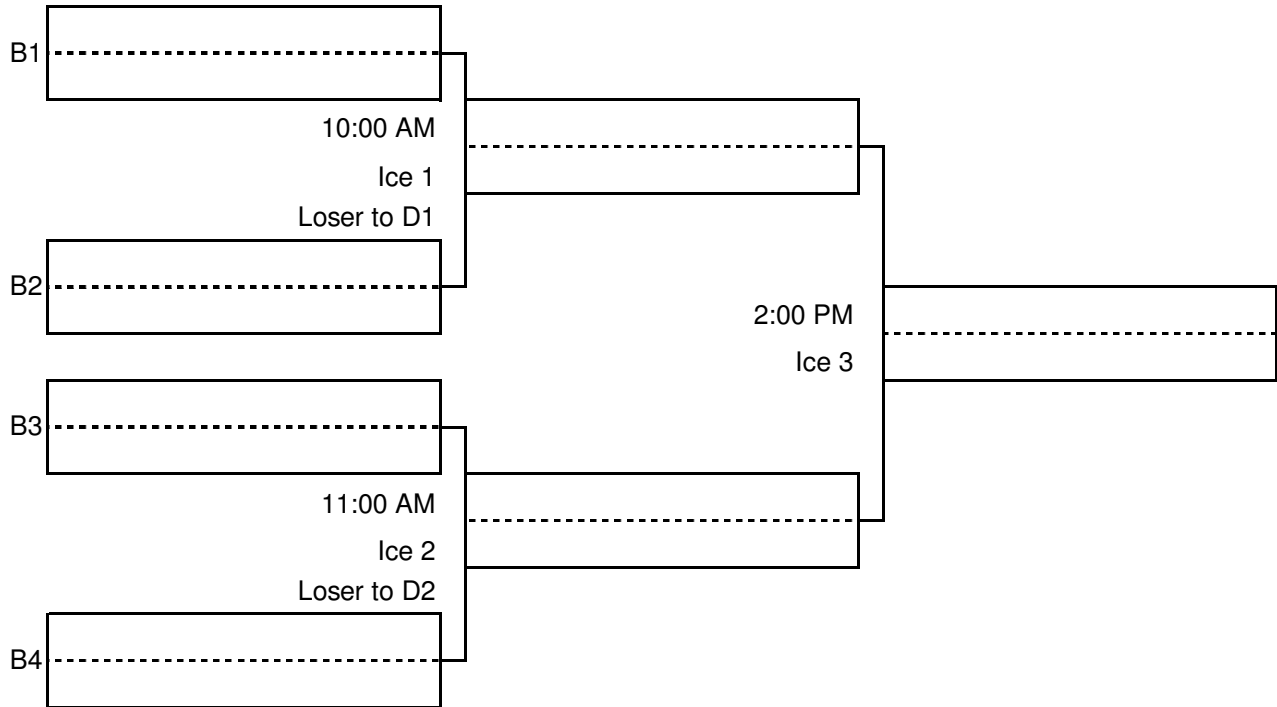 B1
10:00 AM
Ice 1
Loser to D1
B2
2:00 PM
Ice 3
B3
11:00 AM
Ice 2
Loser to D2
B4